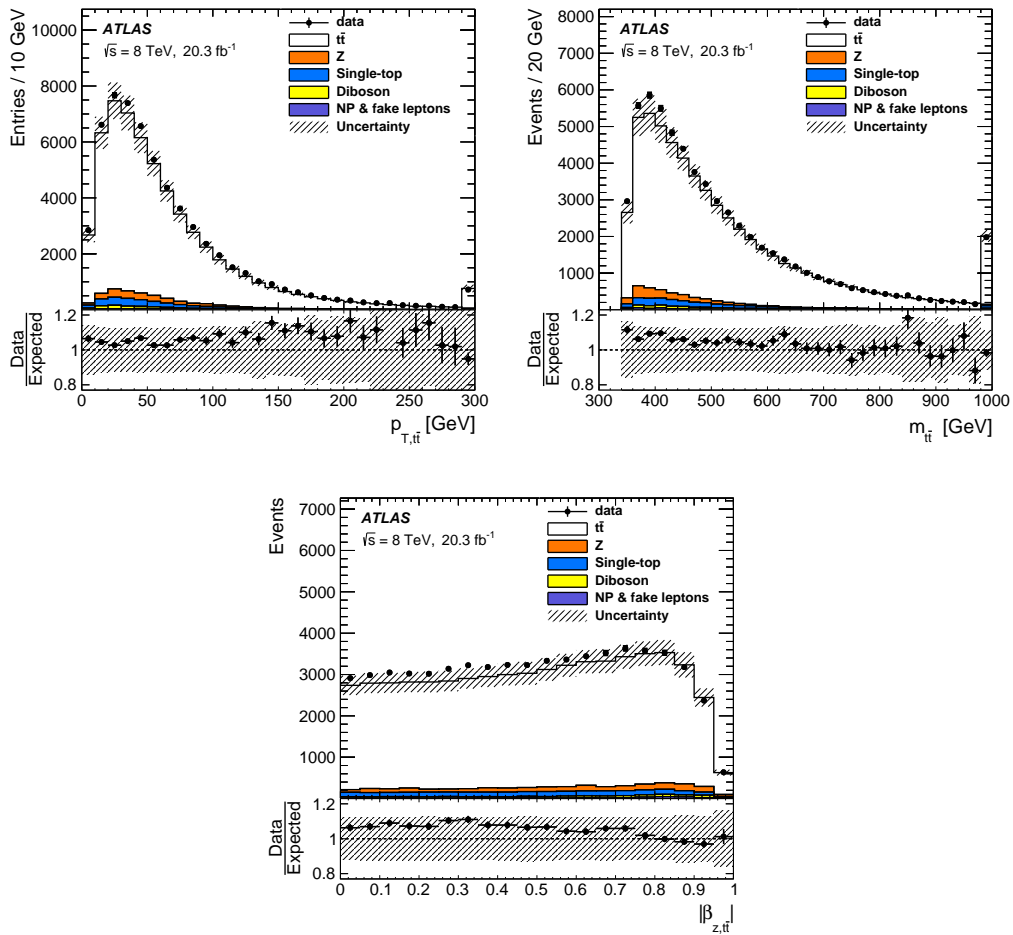 ATLAS
√s = 8 TeV, 20.3 fb⁻¹
data
tt̄
Z
Single-top
Diboson
NP & fake leptons
Uncertainty
Entries / 10 GeV
10000
8000
6000
4000
2000
Data
Expected
1.2
1
0.8
0 50 100 150 200 250 300
p_T,tt̄ [GeV]
ATLAS
√s = 8 TeV, 20.3 fb⁻¹
data
tt̄
Z
Single-top
Diboson
NP & fake leptons
Uncertainty
Events / 20 GeV
8000
7000
6000
5000
4000
3000
2000
1000
Data
Expected
1.2
1
0.8
300 400 500 600 700 800 900 1000
m_tt̄ [GeV]
ATLAS
√s = 8 TeV, 20.3 fb⁻¹
data
tt̄
Z
Single-top
Diboson
NP & fake leptons
Uncertainty
Events
7000
6000
5000
4000
3000
2000
1000
Data
Expected
1.2
1
0.8
0 0.1 0.2 0.3 0.4 0.5 0.6 0.7 0.8 0.9 1
|β_z,tt̄|